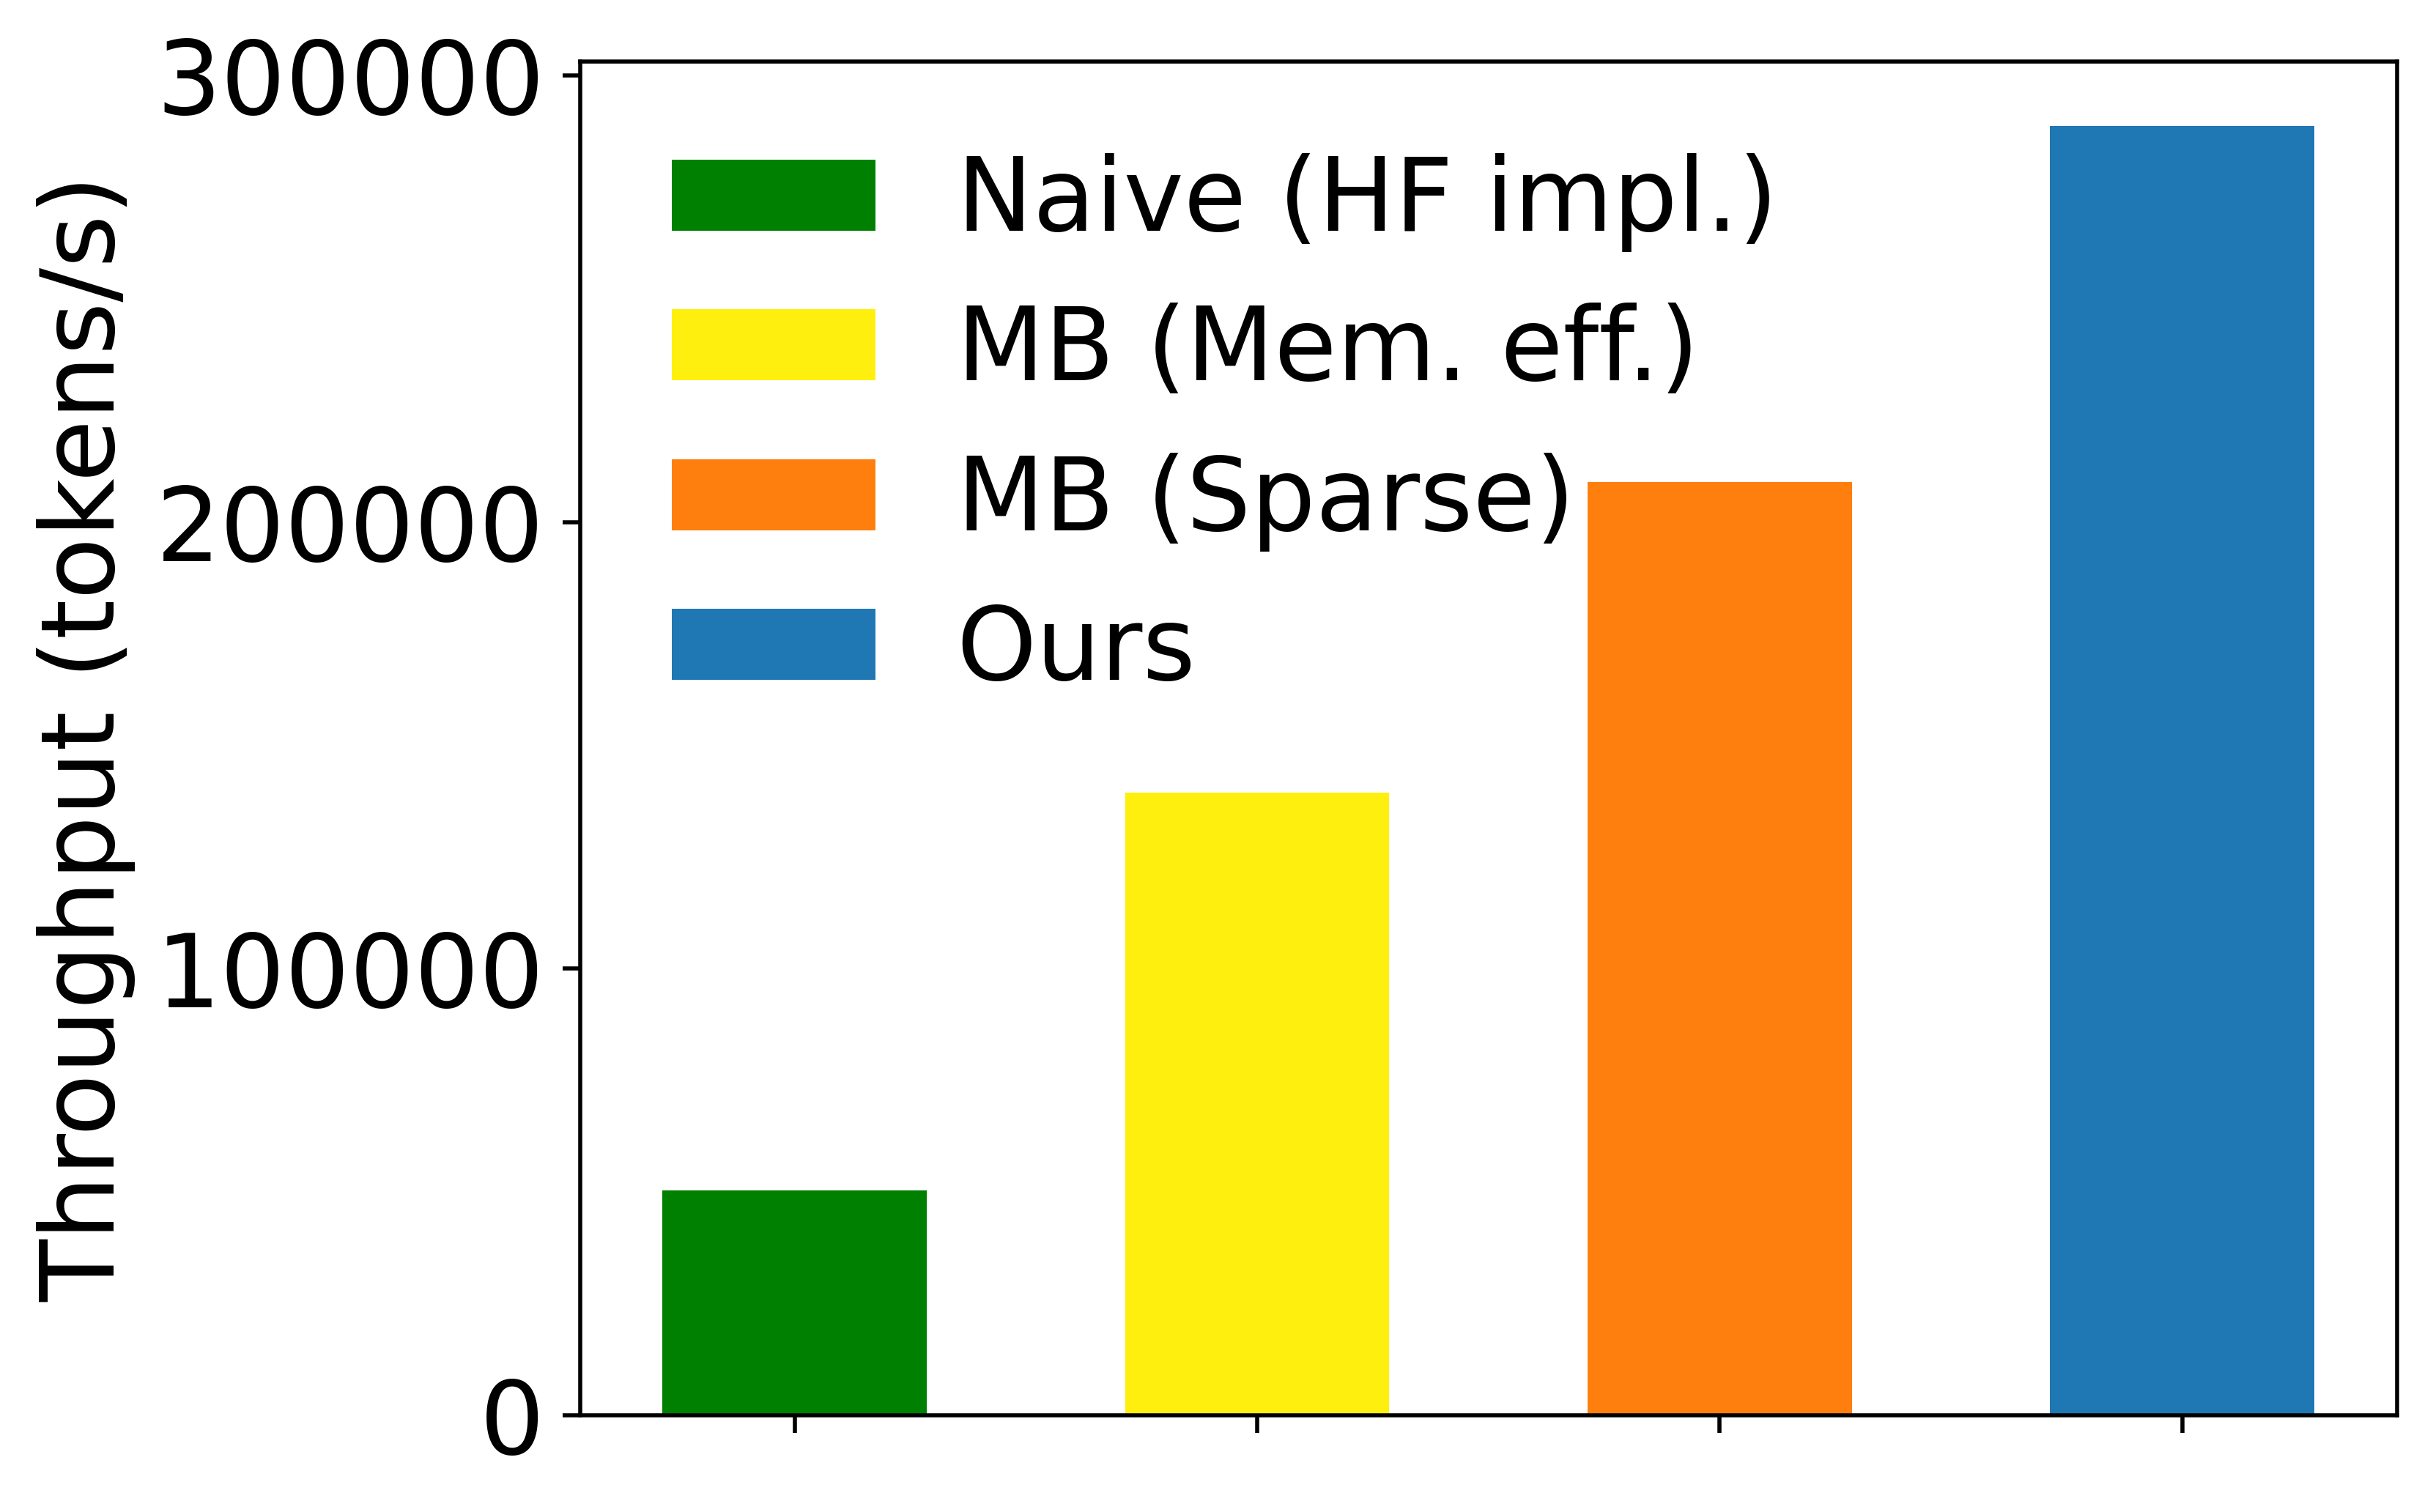 Throughput (tokens/s)
300000
200000
100000
0
Naive (HF impl.)
MB (Mem. eff.)
MB (Sparse)
Ours